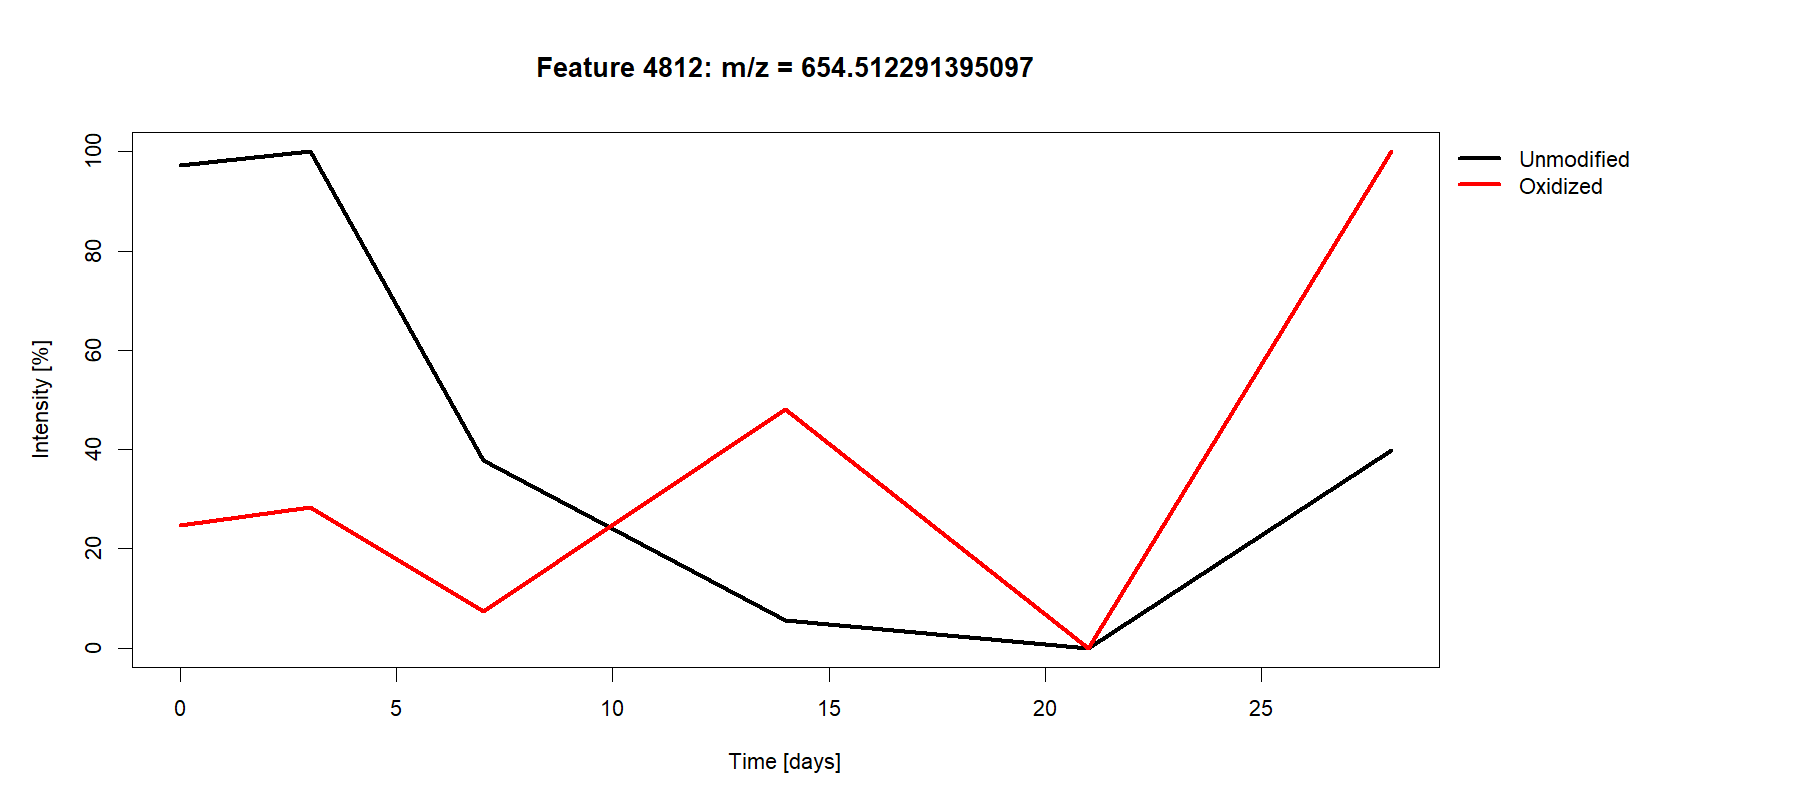 Feature 4812: m/z = 654.512291395097
Unmodified
Oxidized
Intensity [%]
100
80
60
40
20
0
0 5 10 15 20 25
Time [days]